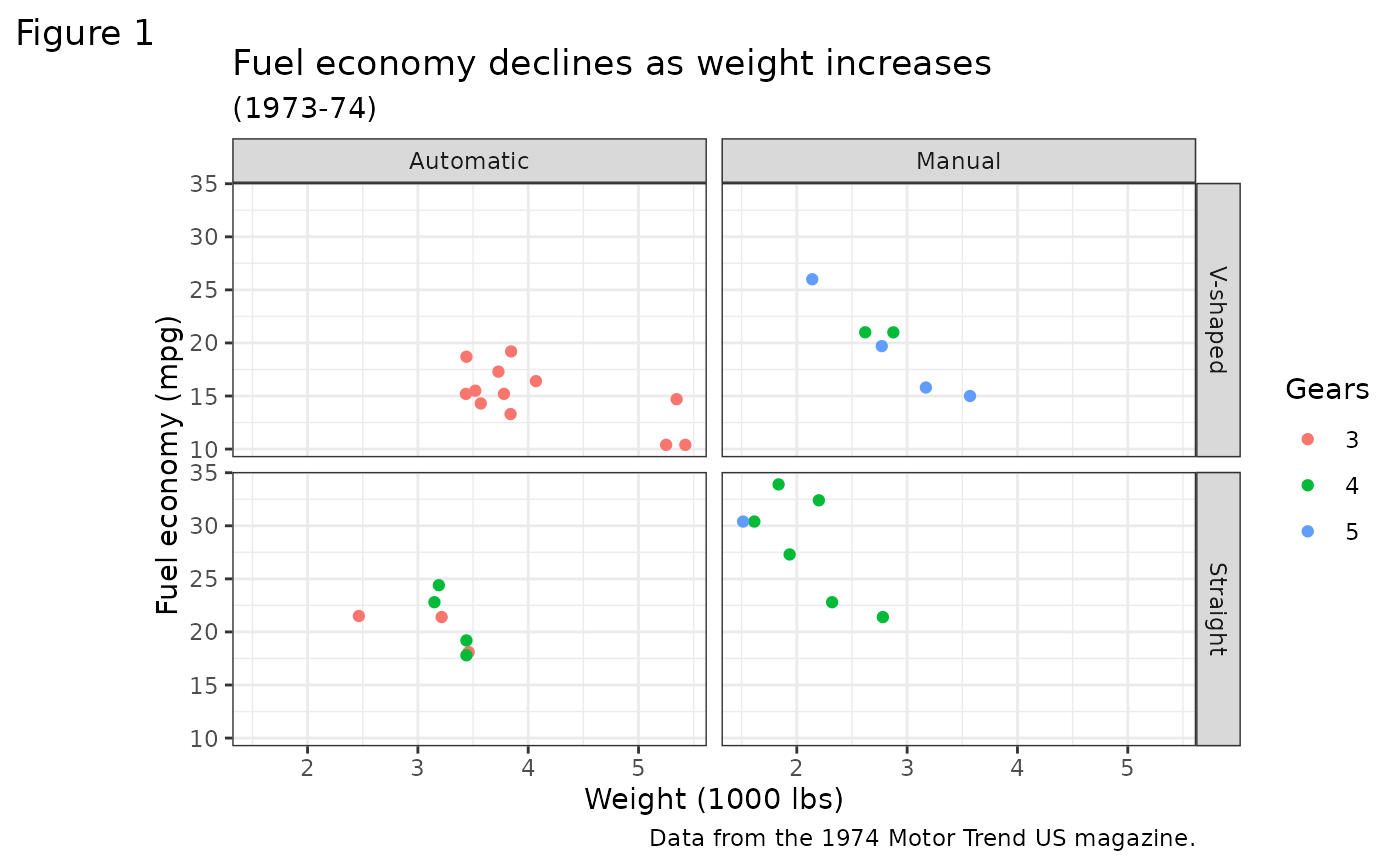 Figure 1
Fuel economy declines as weight increases
(1973-74)
Automatic
Manual
35
30
25
20
15
10
V-shaped
Fuel economy (mpg)
35
30
25
20
15
10
Straight
2 3 4 5
2 3 4 5
Weight (1000 lbs)
Data from the 1974 Motor Trend US magazine.
Gears
3
4
5